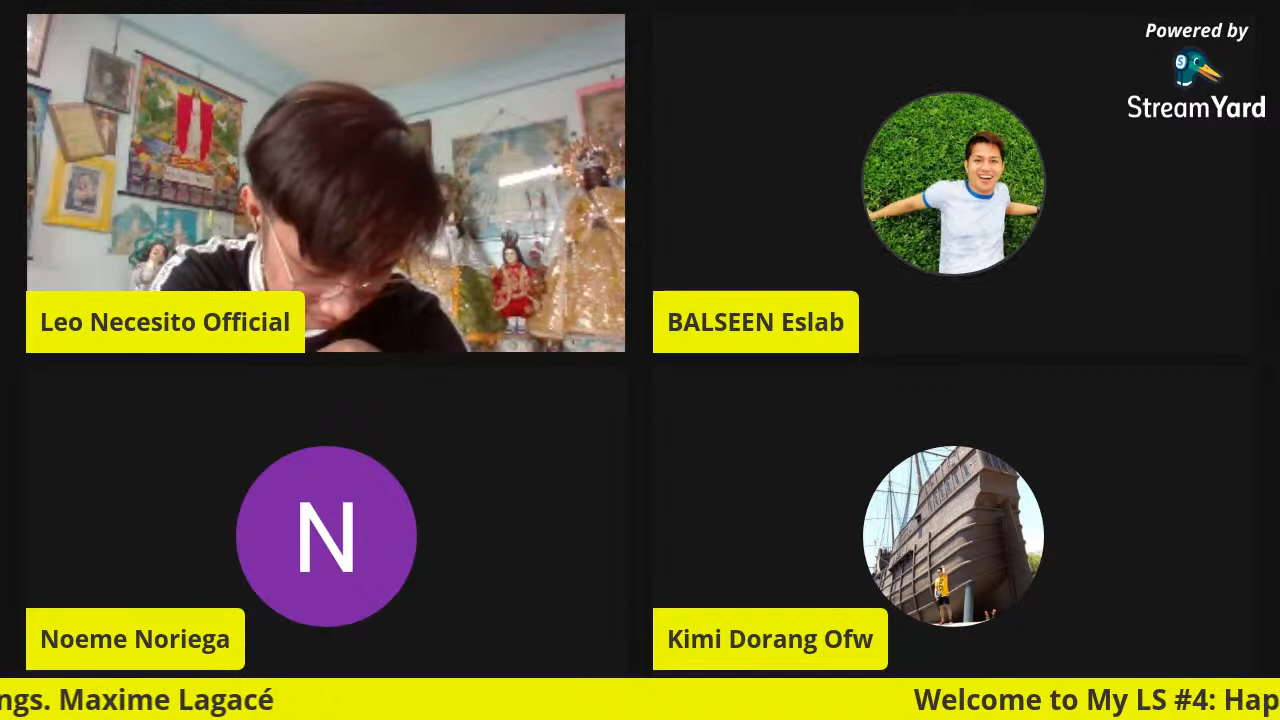 Powered by
StreamYard
Leo Necesito Official
BALSEEN Eslab
N
Noeme Noriega
Kimi Dorang Ofw
ngs. Maxime Lagacé
Welcome to My LS #4: Hap